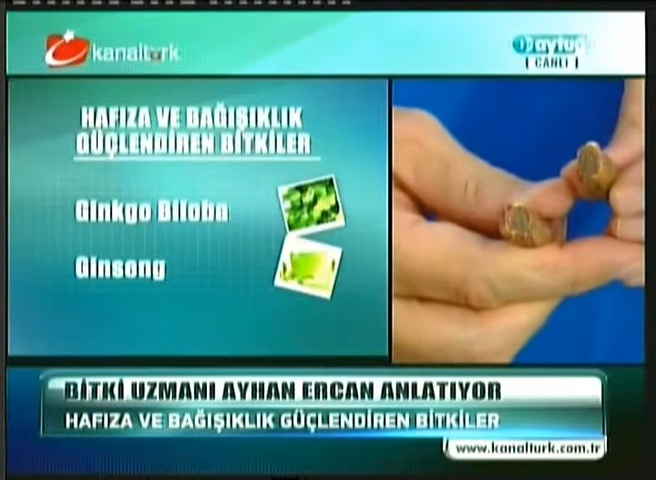 kanaltürk
aytuğ
CANLI
HAFIZA VE BAĞIŞIKLIK
GÜÇLENDİREN BİTKİLER
Ginkgo Biloba
Ginseng
BİTKİ UZMANI AYHAN ERCAN ANLATIYOR
HAFIZA VE BAĞIŞIKLIK GÜÇLENDİREN BİTKİLER
www.kanalturk.com.tr